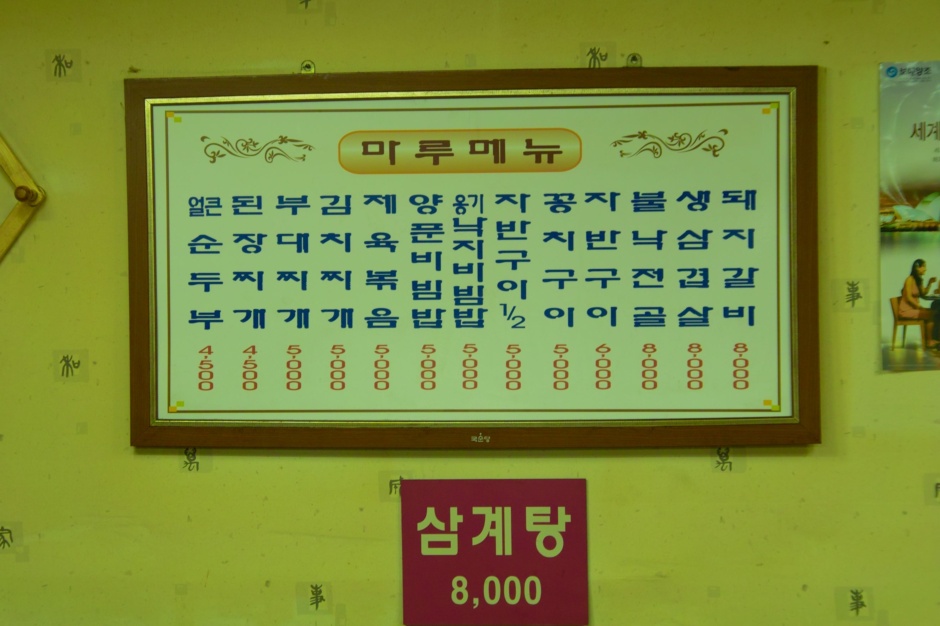 마루메뉴
얼큰순두부 4,500
된장찌개 4,500
부대찌개 5,000
김치찌개 5,000
제육볶음 5,000
양푼비빔밥 5,000
옹기낙지비빔밥 5,000
자반구이1/2 5,000
꽁치구이 5,000
자반구이 6,000
불낙전골 8,000
생삼겹살 8,000
돼지갈비 8,000
삼계탕
8,000
세계